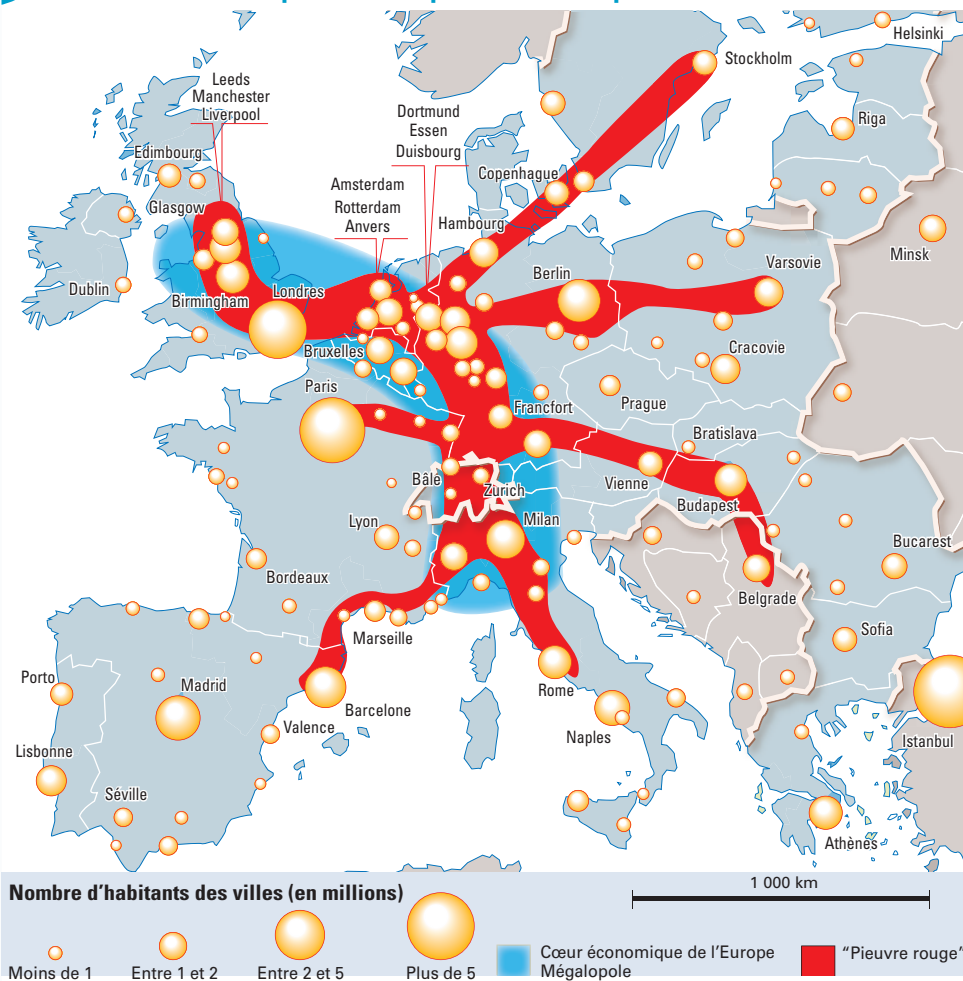 Helsinki
Stockholm
Leeds
Manchester
Liverpool
Dortmund
Essen
Duisbourg
Riga
Edimbourg
Copenhague
Amsterdam
Rotterdam
Anvers
Glasgow
Hambourg
Minsk
Berlin
Varsovie
Dublin
Birmingham
Londres
Bruxelles
Cracovie
Paris
Prague
Francfort
Bratislava
Bâle
Zurich
Vienne
Budapest
Milan
Lyon
Bucarest
Bordeaux
Belgrade
Sofia
Marseille
Porto
Madrid
Rome
Barcelone
Valence
Naples
Istanbul
Lisbonne
Séville
Athènes
Nombre d'habitants des villes (en millions)
1 000 km
Moins de 1
Entre 1 et 2
Entre 2 et 5
Plus de 5
Cœur économique de l'Europe
Mégalopole
"Pieuvre rouge"